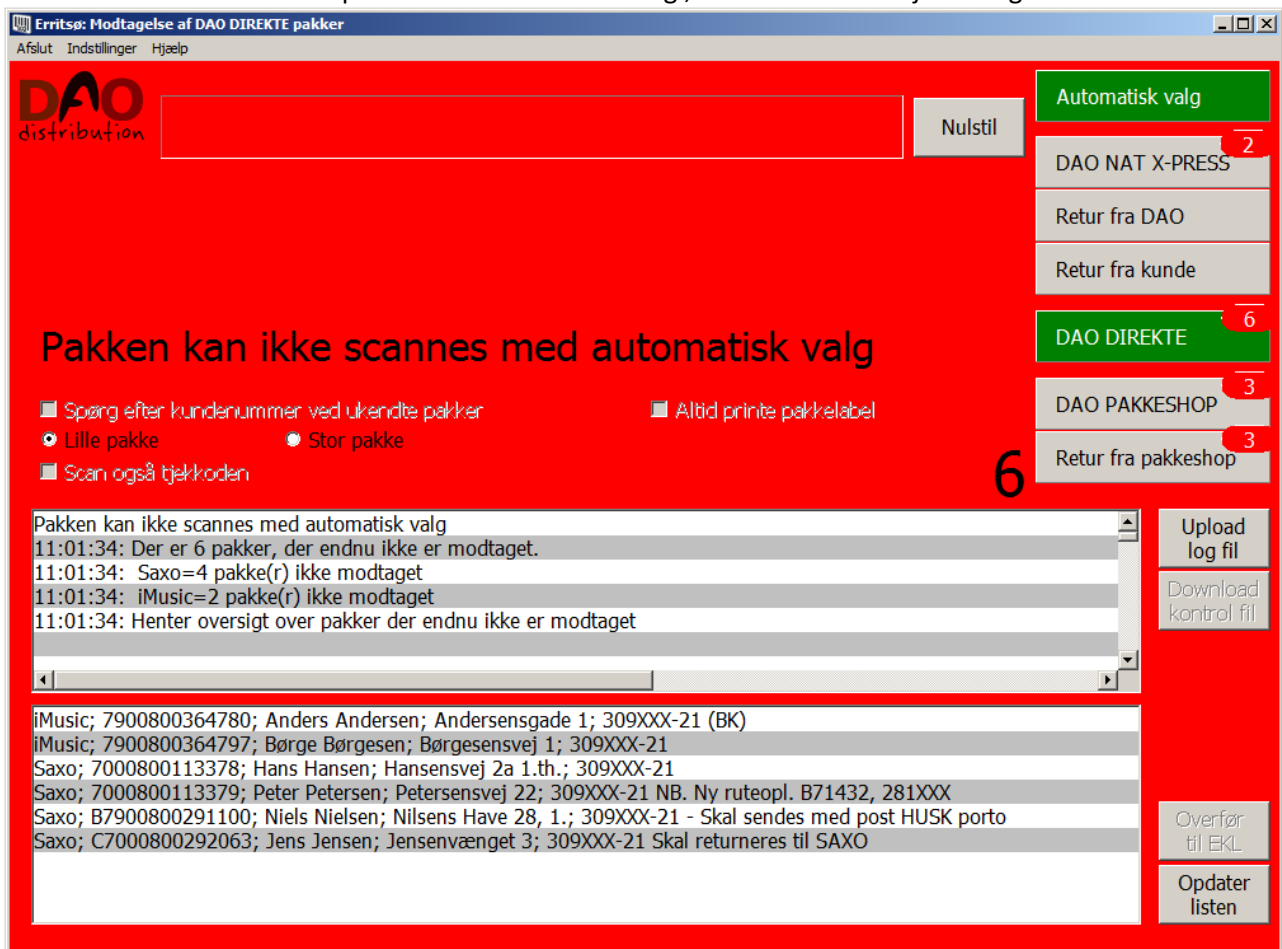 Erritsø: Modtagelse af DAO DIREKTE pakker
Afslut Indstillinger Hjælp
DAO
distribution
Nulstil
Automatisk valg
2
DAO NAT X-PRESS
Retur fra DAO
Retur fra kunde
6
DAO DIREKTE
3
DAO PAKKESHOP
3
Retur fra pakkeshop
Pakken kan ikke scannes med automatisk valg
Spørg efter kundenummer ved ukendte pakker
Altid printe pakkelabel
Lille pakke
Stor pakke
Scan også tjekkoden
6
Pakken kan ikke scannes med automatisk valg
11:01:34: Der er 6 pakker, der endnu ikke er modtaget.
11:01:34: Saxo=4 pakke(r) ikke modtaget
11:01:34: iMusic=2 pakke(r) ikke modtaget
11:01:34: Henter oversigt over pakker der endnu ikke er modtaget
Upload
log fil
Download
kontrol fil
iMusic; 7900800364780; Anders Andersen; Andersensgade 1; 309XXX-21 (BK)
iMusic; 7900800364797; Børge Børgesen; Børgesensvej 1; 309XXX-21
Saxo; 7000800113378; Hans Hansen; Hansensvej 2a 1.th.; 309XXX-21
Saxo; 7000800113379; Peter Petersen; Petersensvej 22; 309XXX-21 NB. Ny ruteopl. B71432, 281XXX
Saxo; B7900800291100; Niels Nielsen; Nilsens Have 28, 1.; 309XXX-21 - Skal sendes med post HUSK porto
Saxo; C7000800292063; Jens Jensen; Jensenvænget 3; 309XXX-21 Skal returneres til SAXO
Overfør
til EKL
Opdater
listen